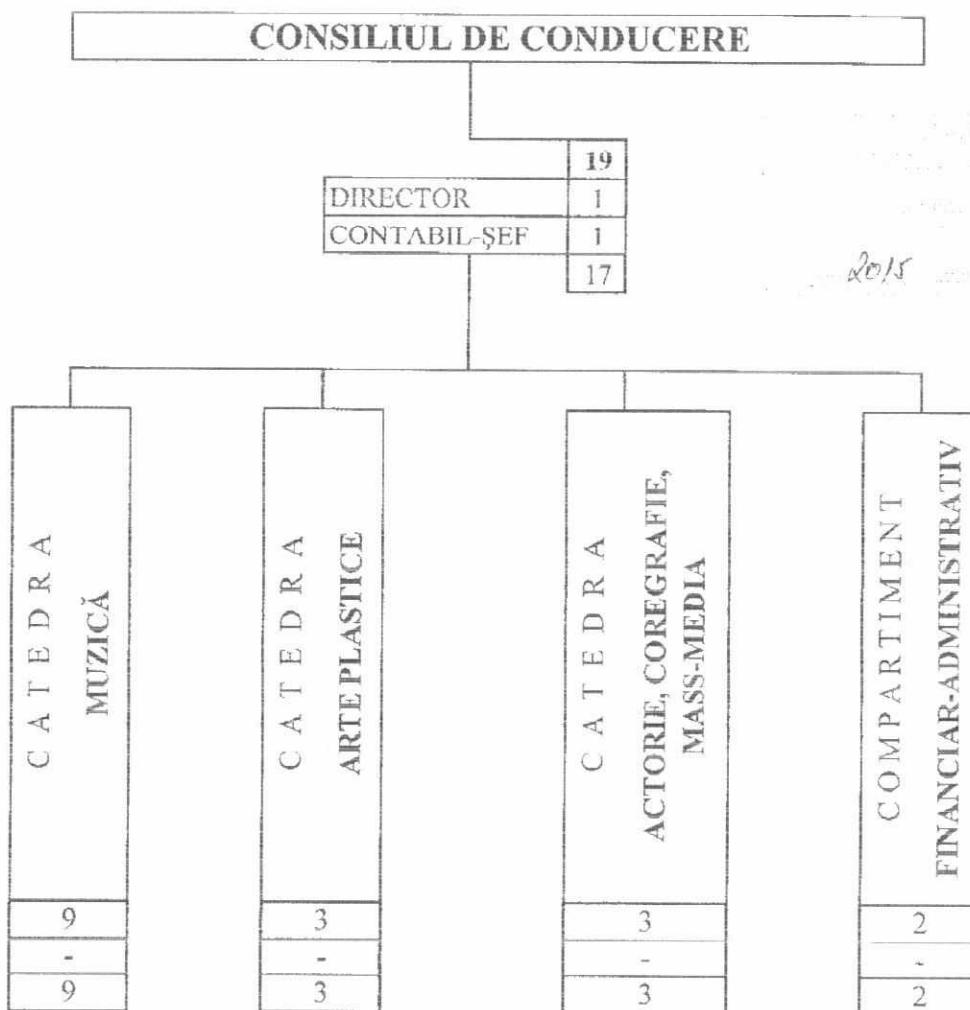 CONSILIUL DE CONDUCERE
19
DIRECTOR 1
CONTABIL-ŞEF 1
17
2015
CATEDRA
MUZICĂ
9
-
9
CATEDRA
ARTE PLASTICE
3
-
3
CATEDRA
ACTORIE, COREGRAFIE,
MASS-MEDIA
3
-
3
COMPARTIMENT
FINANCIAR-ADMINISTRATIV
2
-
2